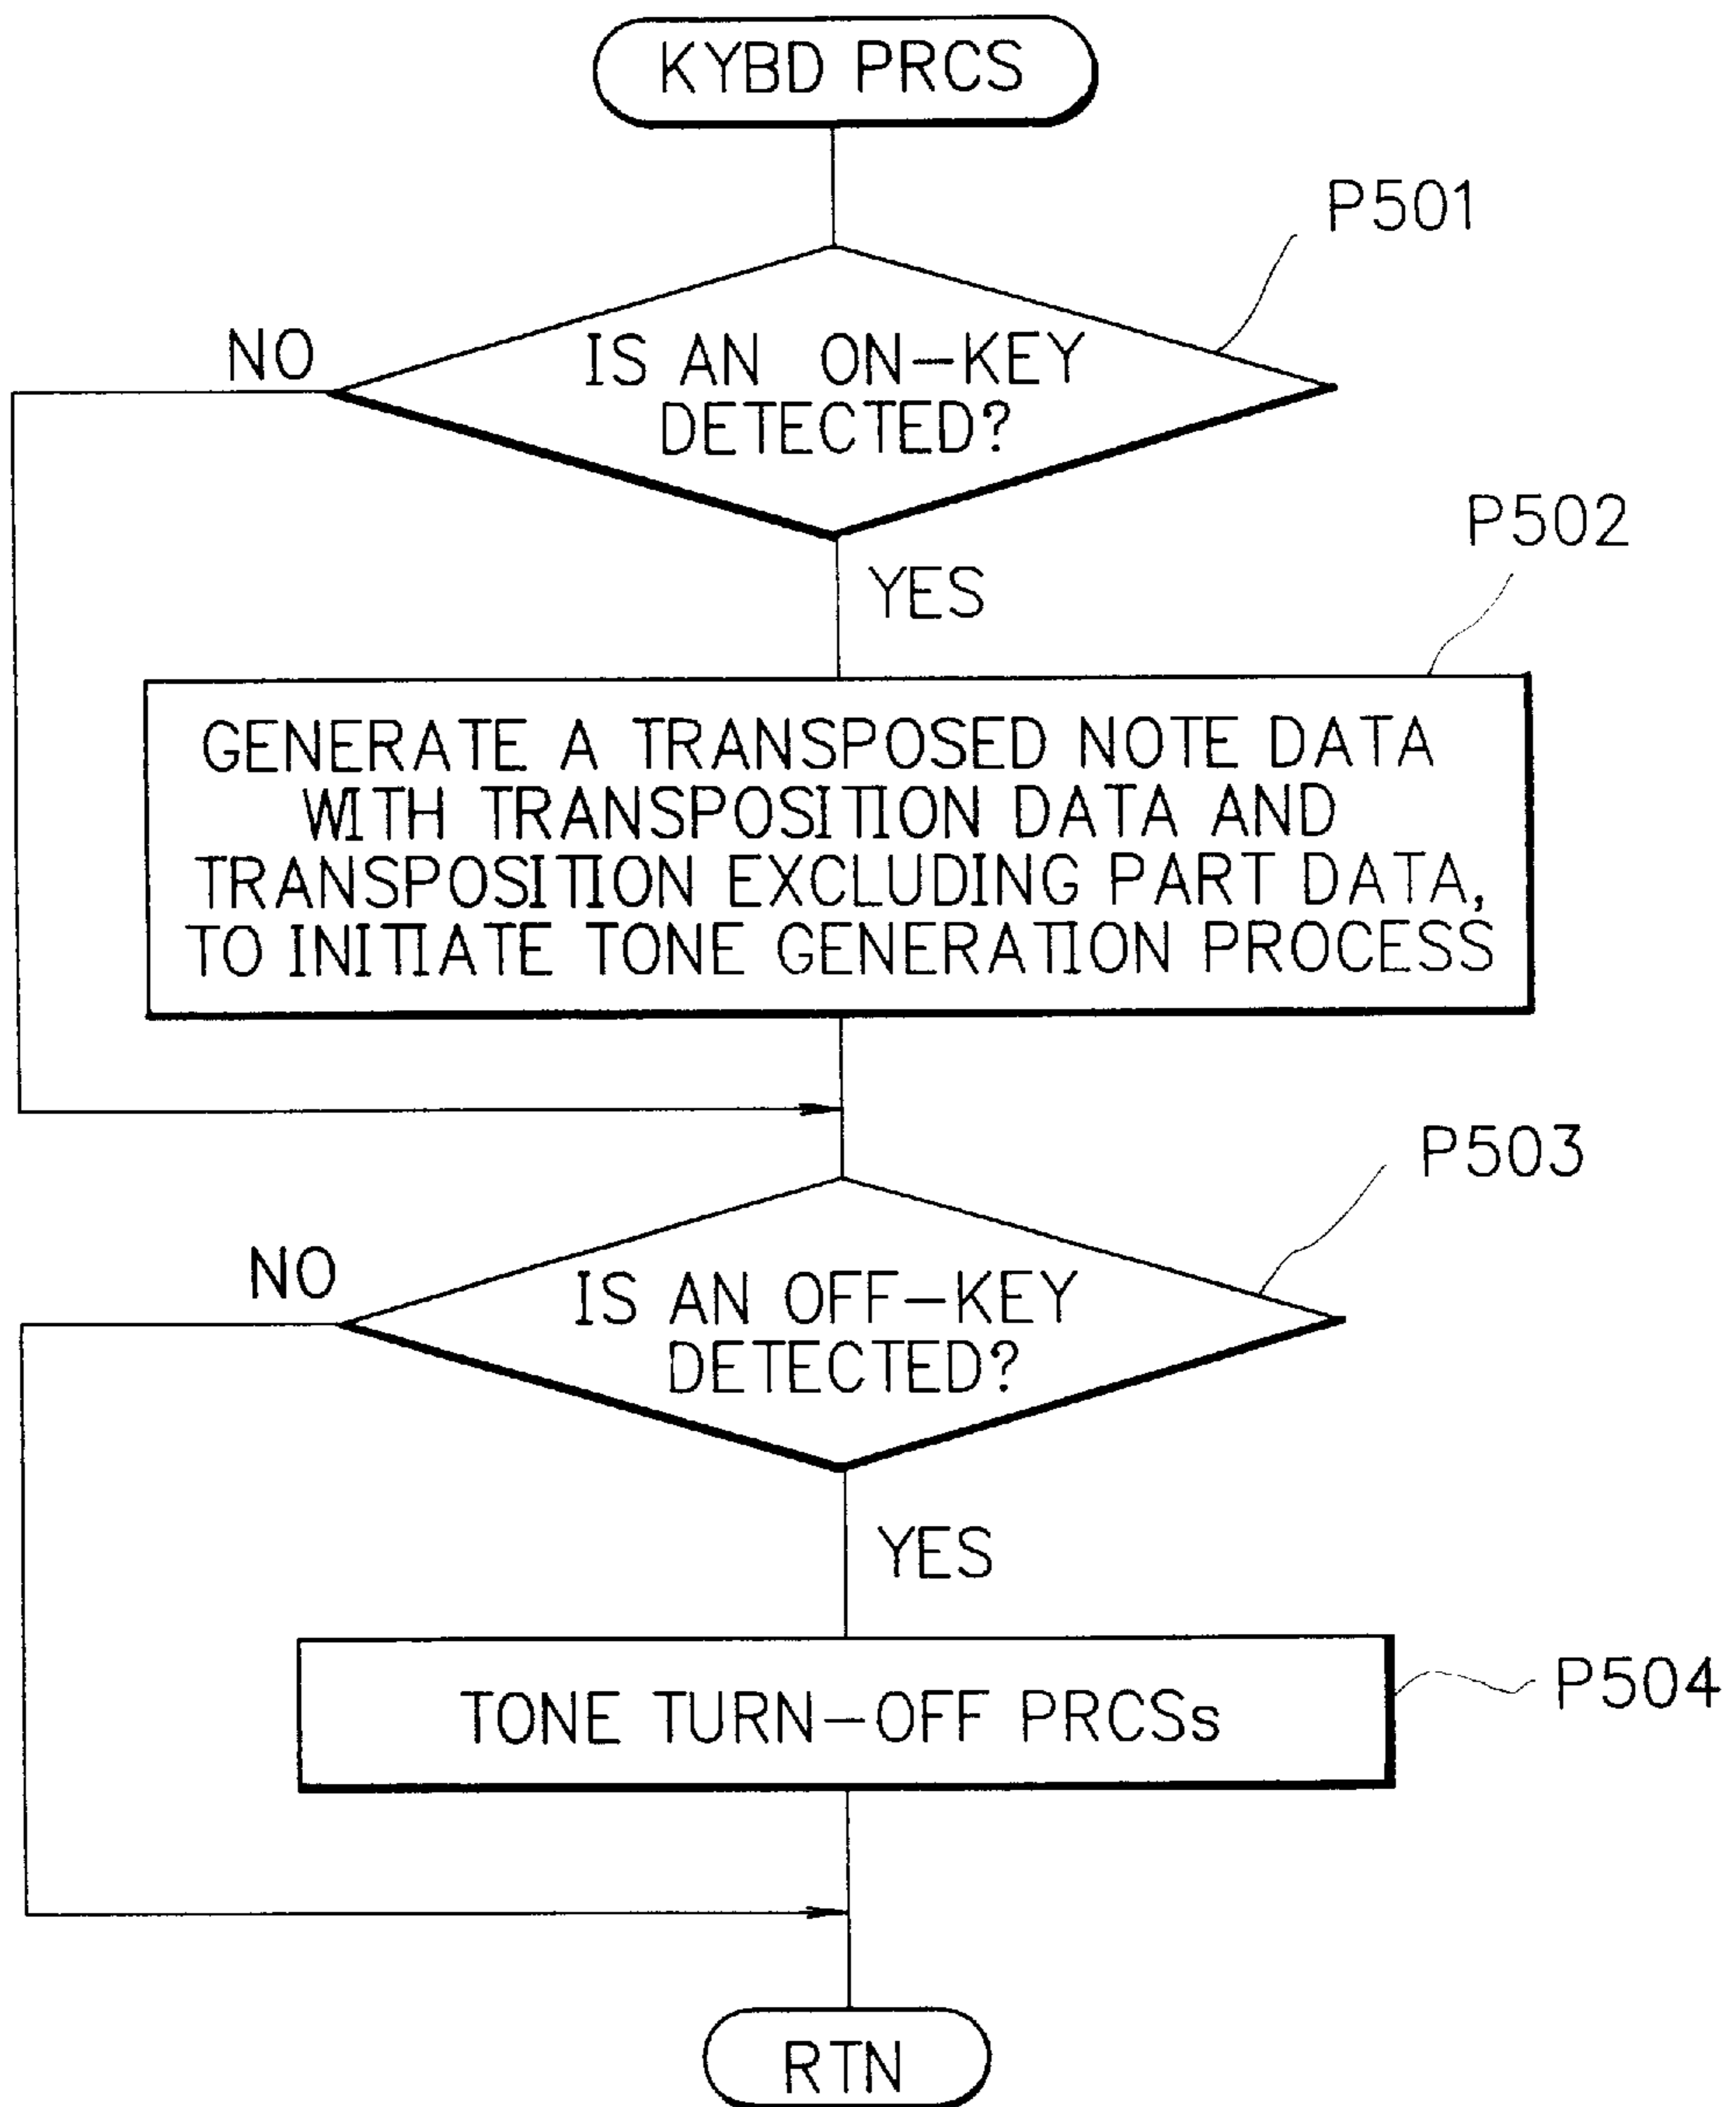 KYBD PRCS
P501
NO
IS AN ON-KEY
DETECTED?
P502
YES
GENERATE A TRANSPOSED NOTE DATA
WITH TRANSPOSITION DATA AND
TRANSPOSITION EXCLUDING PART DATA,
TO INITIATE TONE GENERATION PROCESS
P503
NO
IS AN OFF-KEY
DETECTED?
YES
TONE TURN-OFF PRCSs
P504
RTN